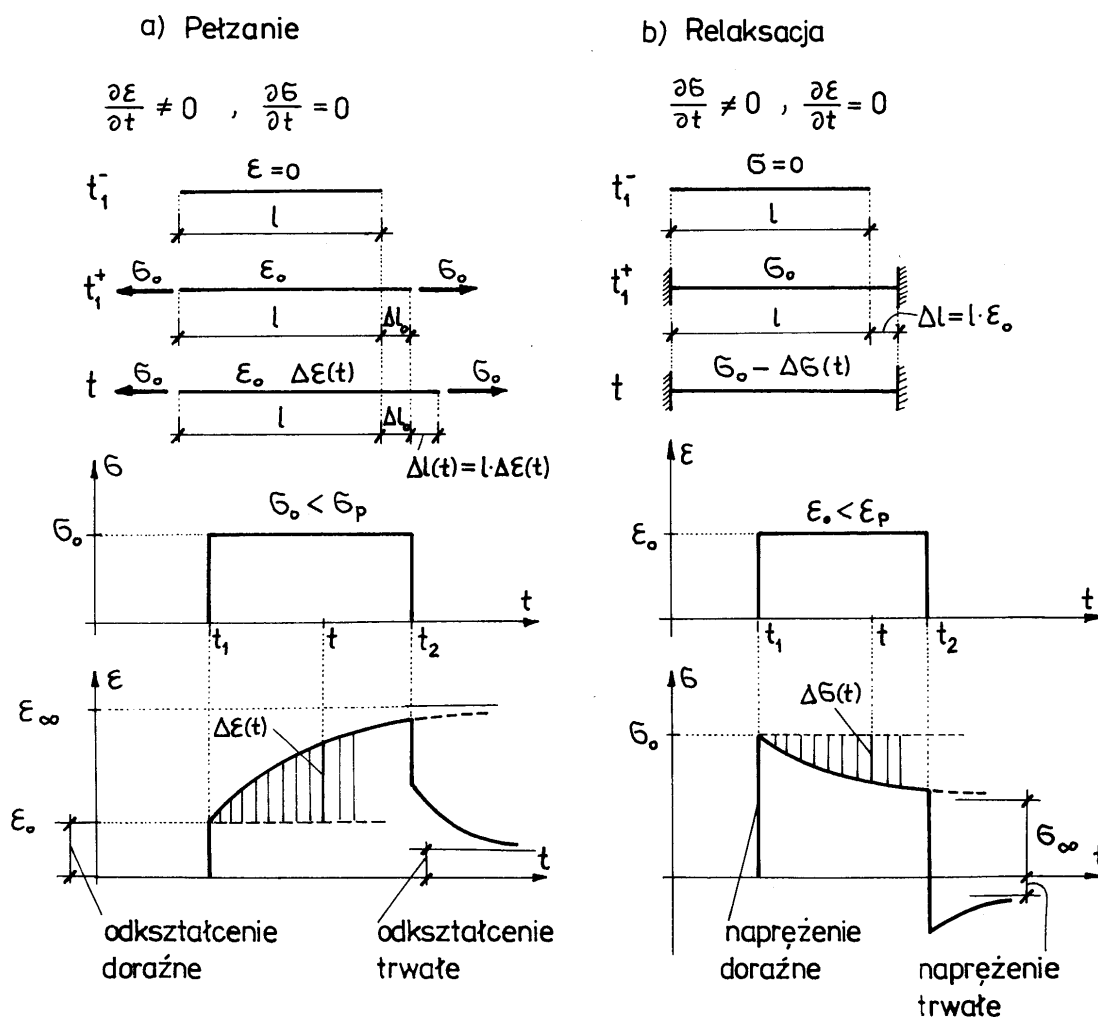 a) Pełzanie
∂ε/∂t ≠ 0 , ∂σ/∂t = 0
t₁⁻
ε = 0
l
t₁⁺
σ₀
ε₀
σ₀
l
Δl₀
t
σ₀
ε₀ Δε(t)
σ₀
l
Δl₀
Δl(t) = l·Δε(t)
σ
σ₀ < σₚ
σ₀
t
t₁
t
t₂
ε
ε∞
Δε(t)
ε₀
t
odkształcenie
doraźne
odkształcenie
trwałe
b) Relaksacja
∂σ/∂t ≠ 0 , ∂ε/∂t = 0
t₁⁻
σ = 0
l
t₁⁺
σ₀
l
Δl = l·ε₀
t
σ₀ − Δσ(t)
ε
ε₀ < εₚ
ε₀
t
t₁
t
t₂
σ
Δσ(t)
σ₀
σ∞
t
naprężenie
doraźne
naprężenie
trwałe